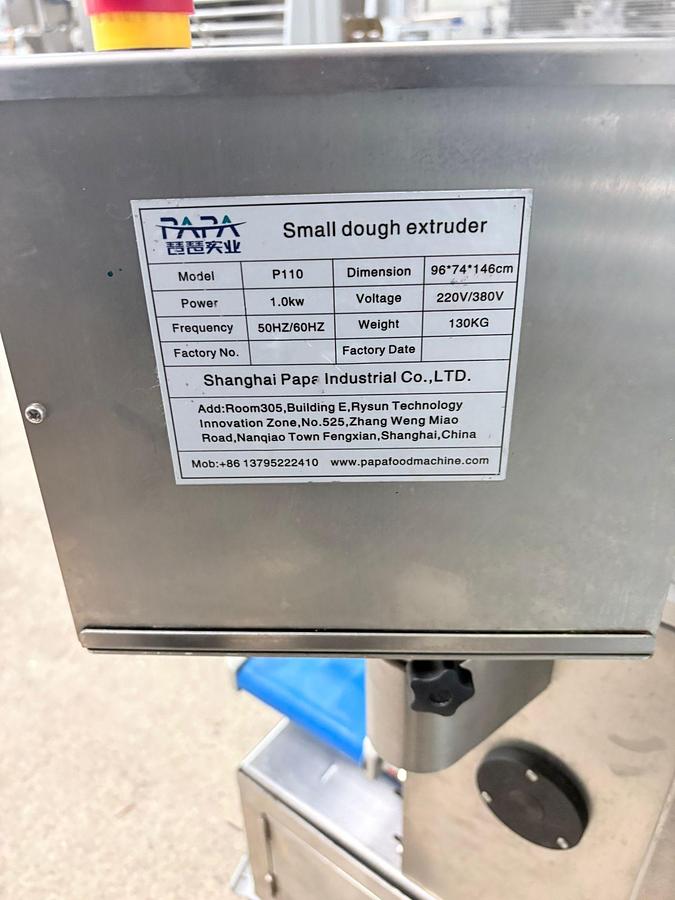 PAPA
琶琶实业
Small dough extruder
Model P110 Dimension 96*74*146cm
Power 1.0kw Voltage 220V/380V
Frequency 50HZ/60HZ Weight 130KG
Factory No. Factory Date
Shanghai Papa Industrial Co.,LTD.
Add:Room305,Building E,Rysun Technology
Innovation Zone,No.525,Zhang Weng Miao
Road,Nanqiao Town Fengxian,Shanghai,China
Mob:+86 13795222410 www.papafoodmachine.com